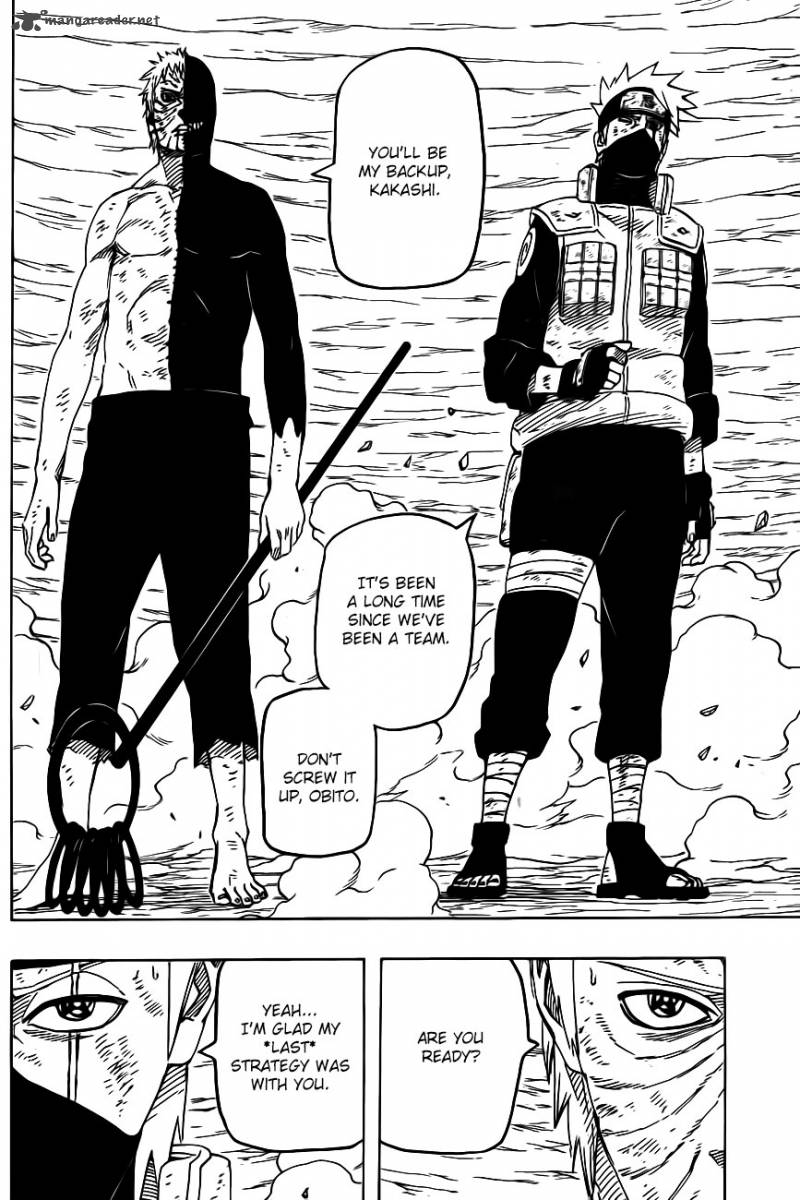 mangareader.net
YOU'LL BE
MY BACKUP,
KAKASHI.
IT'S BEEN
A LONG TIME
SINCE WE'VE
BEEN A TEAM.
DON'T
SCREW IT
UP, OBITO.
ARE YOU
READY?
YEAH...
I'M GLAD MY
*LAST*
STRATEGY WAS
WITH YOU.